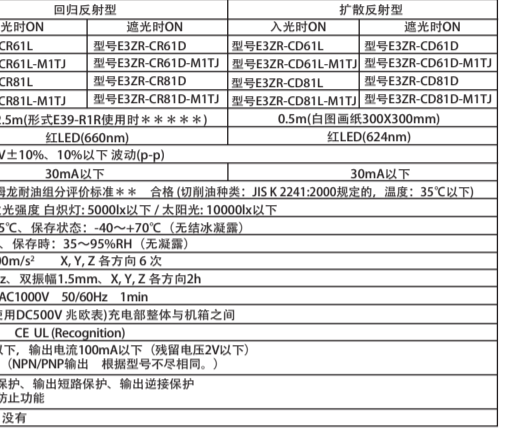 回归反射型 扩散反射型
光时ON 遮光时ON 入光时ON 遮光时ON
CR61L 型号E3ZR-CR61D 型号E3ZR-CD61L 型号E3ZR-CD61D
CR61L-M1TJ 型号E3ZR-CR61D-M1TJ 型号E3ZR-CD61L-M1TJ 型号E3ZR-CD61D-M1TJ
CR81L 型号E3ZR-CR81D 型号E3ZR-CD81L 型号E3ZR-CD81D
CR81L-M1TJ 型号E3ZR-CR81D-M1TJ 型号E3ZR-CD81L-M1TJ 型号E3ZR-CD81D-M1TJ
2.5m(形式E39-R1R使用时＊＊＊＊＊) 0.5m(白图画纸300X300mm)
红LED(660nm) 红LED(624nm)
V±10%、10%以下 波动(p-p)
30mA以下 30mA以下
姆龙耐油组分评价标准＊＊ 合格 (切削油种类：JIS K 2241:2000规定的，温度：35℃以下)
光强度 白炽灯: 5000lx以下 / 太阳光: 10000lx以下
5℃、保存状态：-40～+70℃（无结冰凝露）
、保存時：35～95%RH（无凝露）
00m/s² X, Y, Z 各方向 6 次
z、双振幅1.5mm、X, Y, Z 各方向2h
AC1000V 50/60Hz 1min
使用DC500V 兆欧表)充电部整体与机箱之间
CE UL (Recognition)
以下，输出电流100mA以下（残留电压2V以下）
（NPN/PNP输出 根据型号不尽相同。）
保护、输出短路保护、输出逆接保护
防止功能
没有